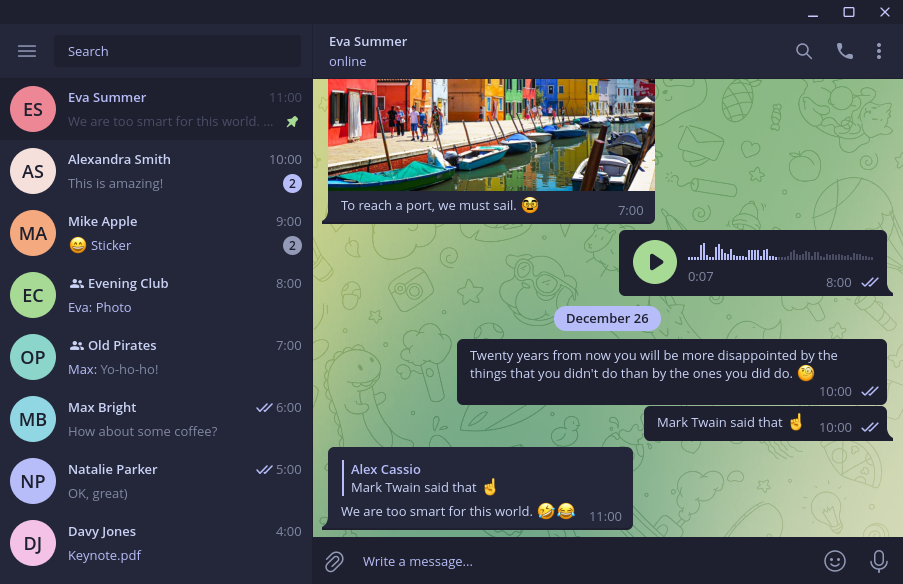 Search
ES
Eva Summer
11:00
We are too smart for this world. ...
AS
Alexandra Smith
10:00
This is amazing!
2
MA
Mike Apple
9:00
😄 Sticker
2
EC
Evening Club
8:00
Eva: Photo
OP
Old Pirates
7:00
Max: Yo-ho-ho!
MB
Max Bright
6:00
How about some coffee?
NP
Natalie Parker
5:00
OK, great)
DJ
Davy Jones
4:00
Keynote.pdf
Eva Summer
online
To reach a port, we must sail. 🥸
7:00
0:07
8:00
December 26
Twenty years from now you will be more disappointed by the
things that you didn't do than by the ones you did do. 🧐
10:00
Mark Twain said that ☝
10:00
Alex Cassio
Mark Twain said that ☝
We are too smart for this world. 🤣😂
11:00
Write a message...